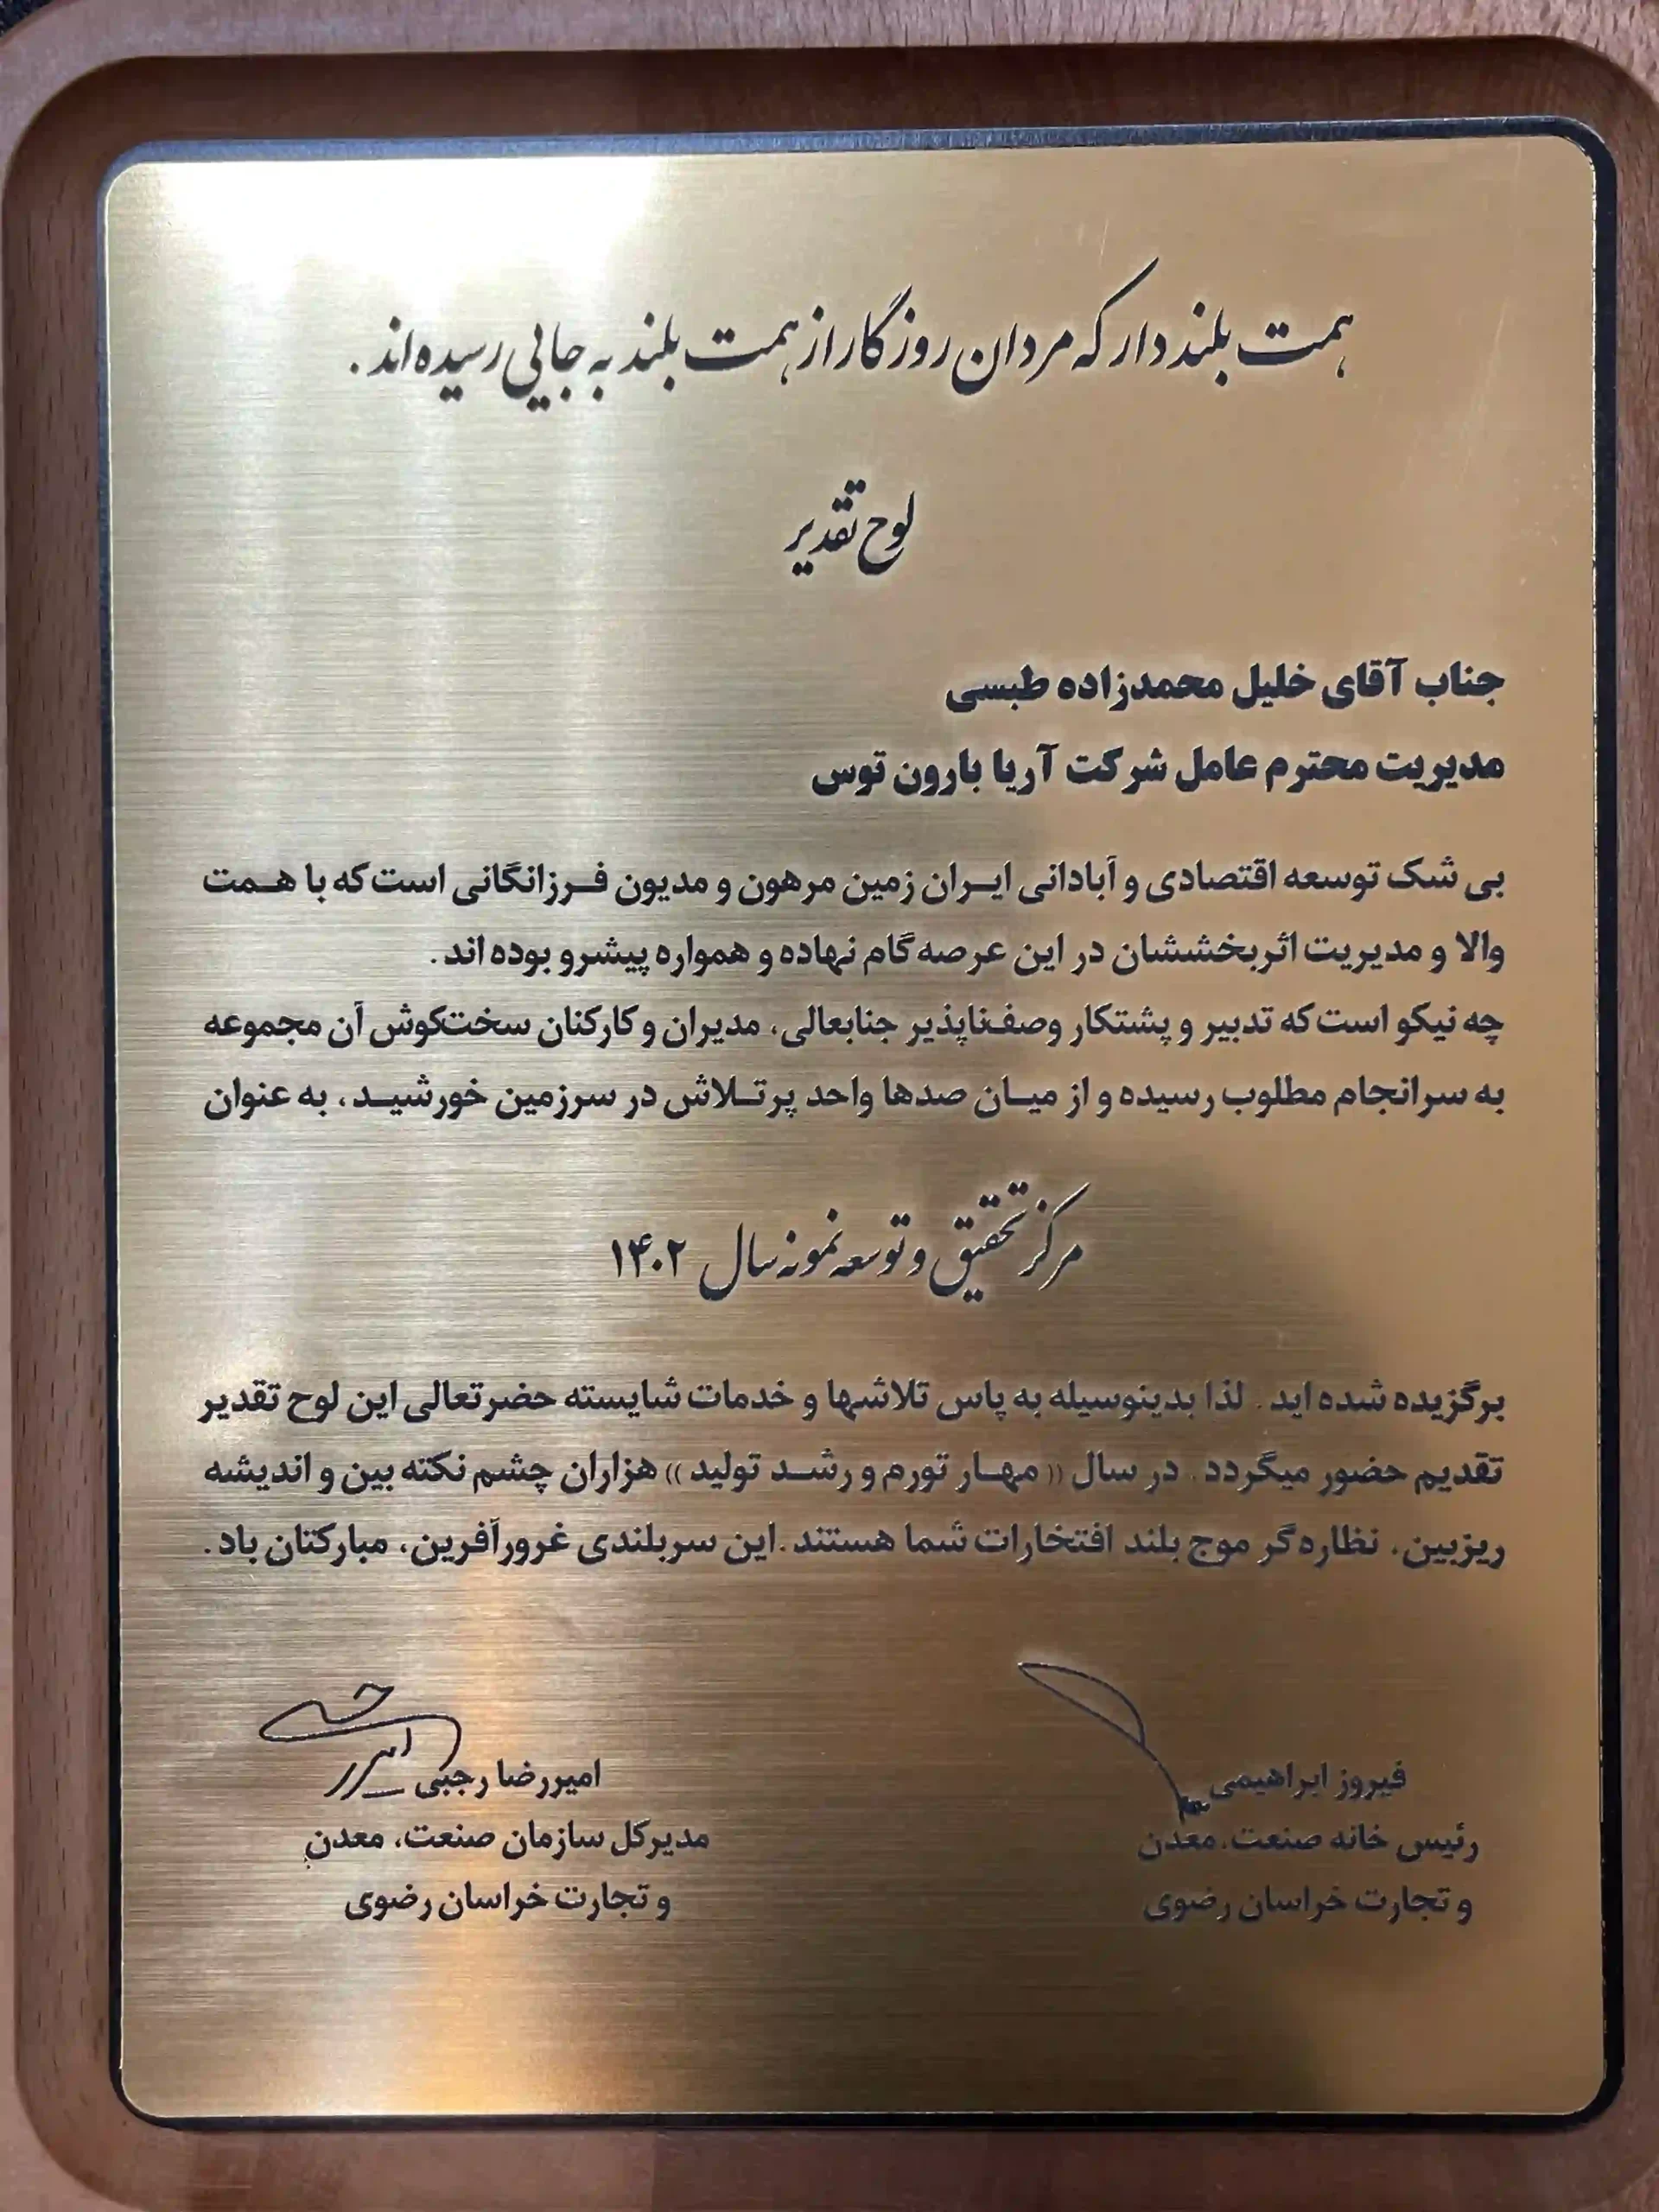 همت بلند دار که مردان روزگار از همت بلند به جایی رسیده‌اند.
لوح تقدیر
جناب آقای خلیل محمدزاده طبسی
مدیریت محترم عامل شرکت آریا بارون توس
بی شک توسعه اقتصادی و آبادانی ایران زمین مرهون و مدیون فرزانگانی است که با همت
والا و مدیریت اثربخششان در این عرصه گام نهاده و همواره پیشرو بوده اند.
چه نیکو است که تدبیر و پشتکار وصف‌ناپذیر جنابعالی، مدیران و کارکنان سخت‌کوش آن مجموعه
به سرانجام مطلوب رسیده و از میان صدها واحد پرتلاش در سرزمین خورشید، به عنوان
مرکز تحقیق و توسعه نمونه سال ۱۴۰۲
برگزیده شده اید. لذا بدینوسیله به پاس تلاشها و خدمات شایسته حضرتعالی این لوح تقدیر
تقدیم حضور میگردد. در سال ((مهار تورم و رشد تولید)) هزاران چشم نکته بین و اندیشه
ریزبین، نظاره‌گر موج بلند افتخارات شما هستند.این سربلندی غرورآفرین، مبارکتان باد.
فیروز ابراهیمی
رئیس خانه صنعت، معدن
و تجارت خراسان رضوی
امیررضا رجبی
مدیرکل سازمان صنعت، معدن
و تجارت خراسان رضوی